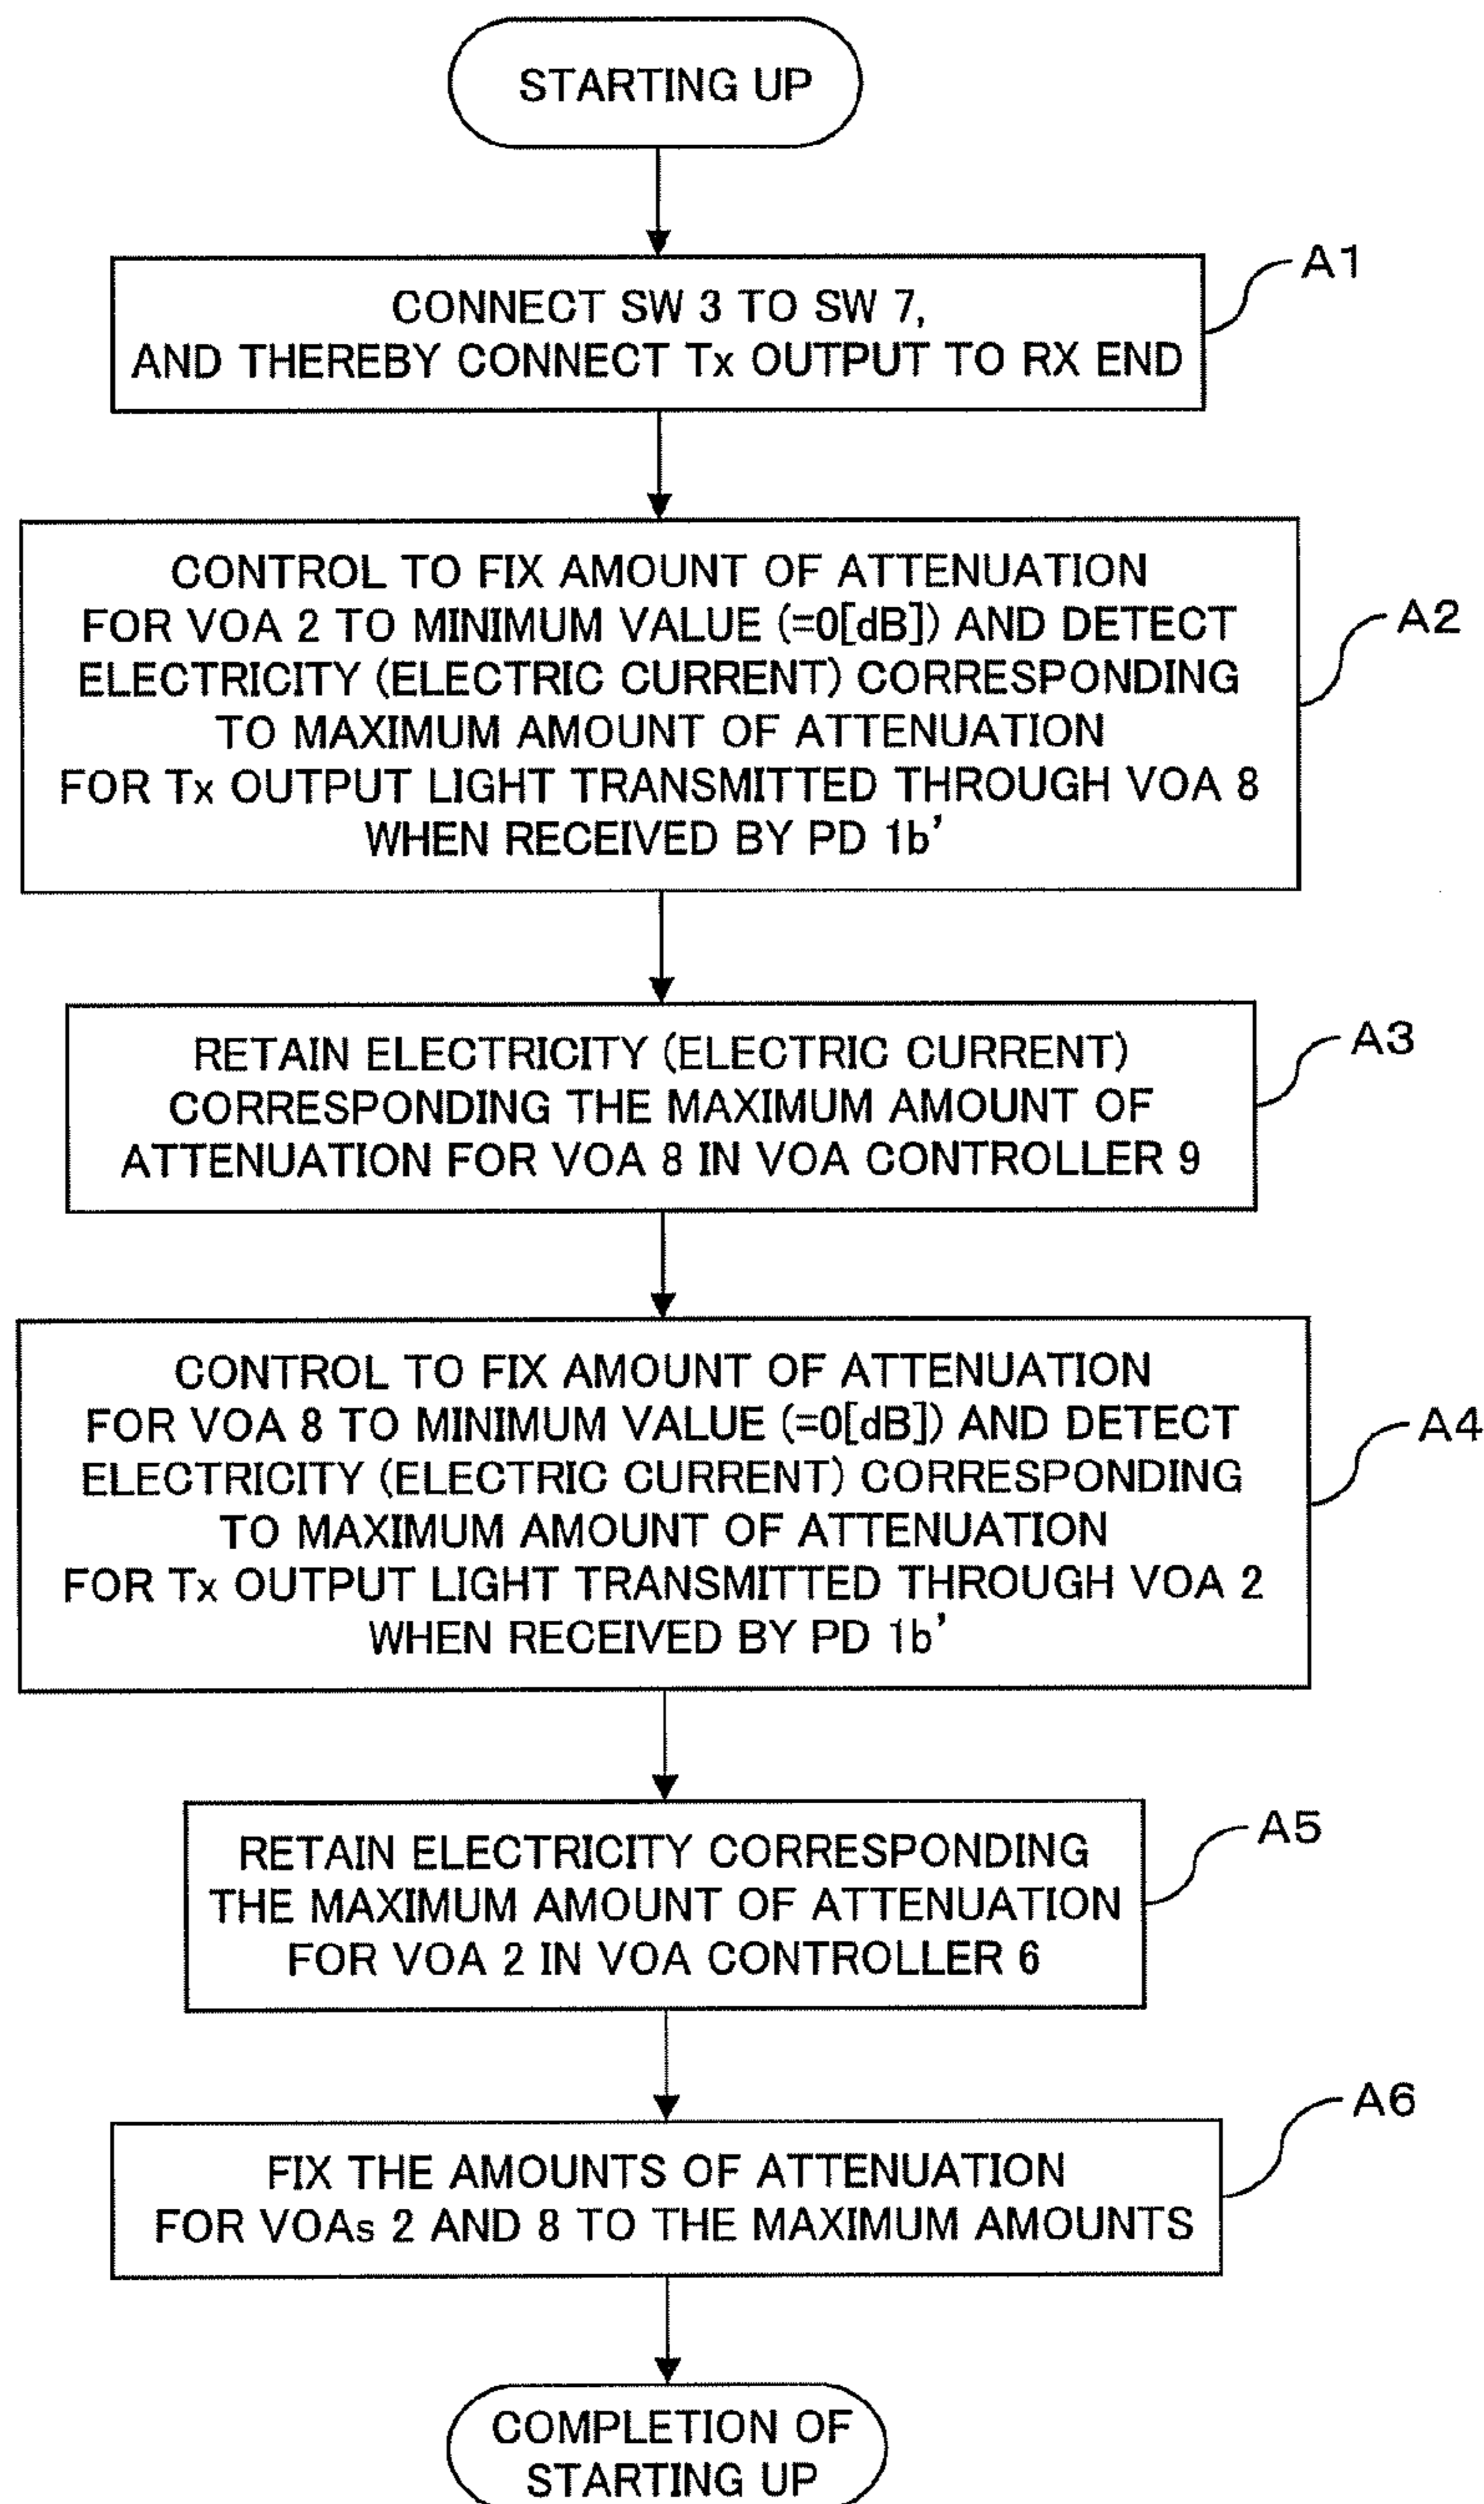 STARTING UP
A1
CONNECT SW 3 TO SW 7,
AND THEREBY CONNECT Tx OUTPUT TO RX END
A2
CONTROL TO FIX AMOUNT OF ATTENUATION
FOR VOA 2 TO MINIMUM VALUE (=0[dB]) AND DETECT
ELECTRICITY (ELECTRIC CURRENT) CORRESPONDING
TO MAXIMUM AMOUNT OF ATTENUATION
FOR Tx OUTPUT LIGHT TRANSMITTED THROUGH VOA 8
WHEN RECEIVED BY PD 1b'
A3
RETAIN ELECTRICITY (ELECTRIC CURRENT)
CORRESPONDING THE MAXIMUM AMOUNT OF
ATTENUATION FOR VOA 8 IN VOA CONTROLLER 9
A4
CONTROL TO FIX AMOUNT OF ATTENUATION
FOR VOA 8 TO MINIMUM VALUE (=0[dB]) AND DETECT
ELECTRICITY (ELECTRIC CURRENT) CORRESPONDING
TO MAXIMUM AMOUNT OF ATTENUATION
FOR Tx OUTPUT LIGHT TRANSMITTED THROUGH VOA 2
WHEN RECEIVED BY PD 1b'
A5
RETAIN ELECTRICITY CORRESPONDING
THE MAXIMUM AMOUNT OF ATTENUATION
FOR VOA 2 IN VOA CONTROLLER 6
A6
FIX THE AMOUNTS OF ATTENUATION
FOR VOAs 2 AND 8 TO THE MAXIMUM AMOUNTS
COMPLETION OF
STARTING UP